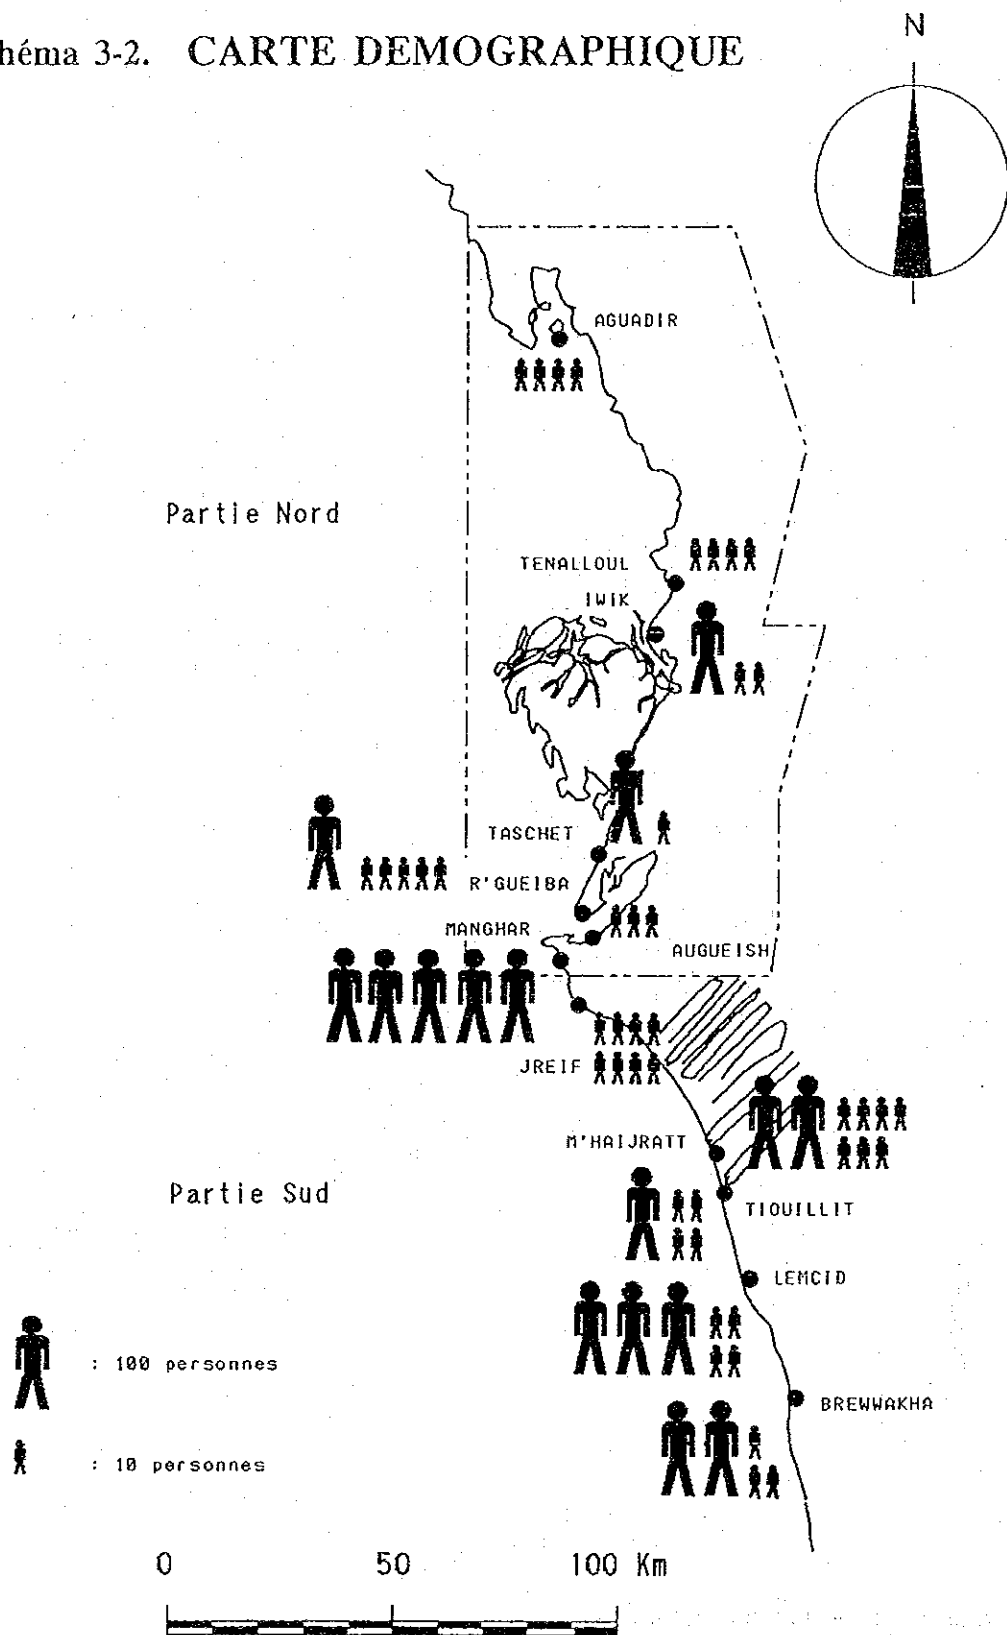 héma 3-2. CARTE DEMOGRAPHIQUE
N
AGUADIR
Partie Nord
TENALLOUL
IWIK
TASCHET
R'GUEIBA
MANGHAR
AUGUEISH
JREIF
M'HAIJRATT
Partie Sud
TIOUILLIT
LEMCID
: 100 personnes
BREWWAKHA
: 10 personnes
0 50 100 Km